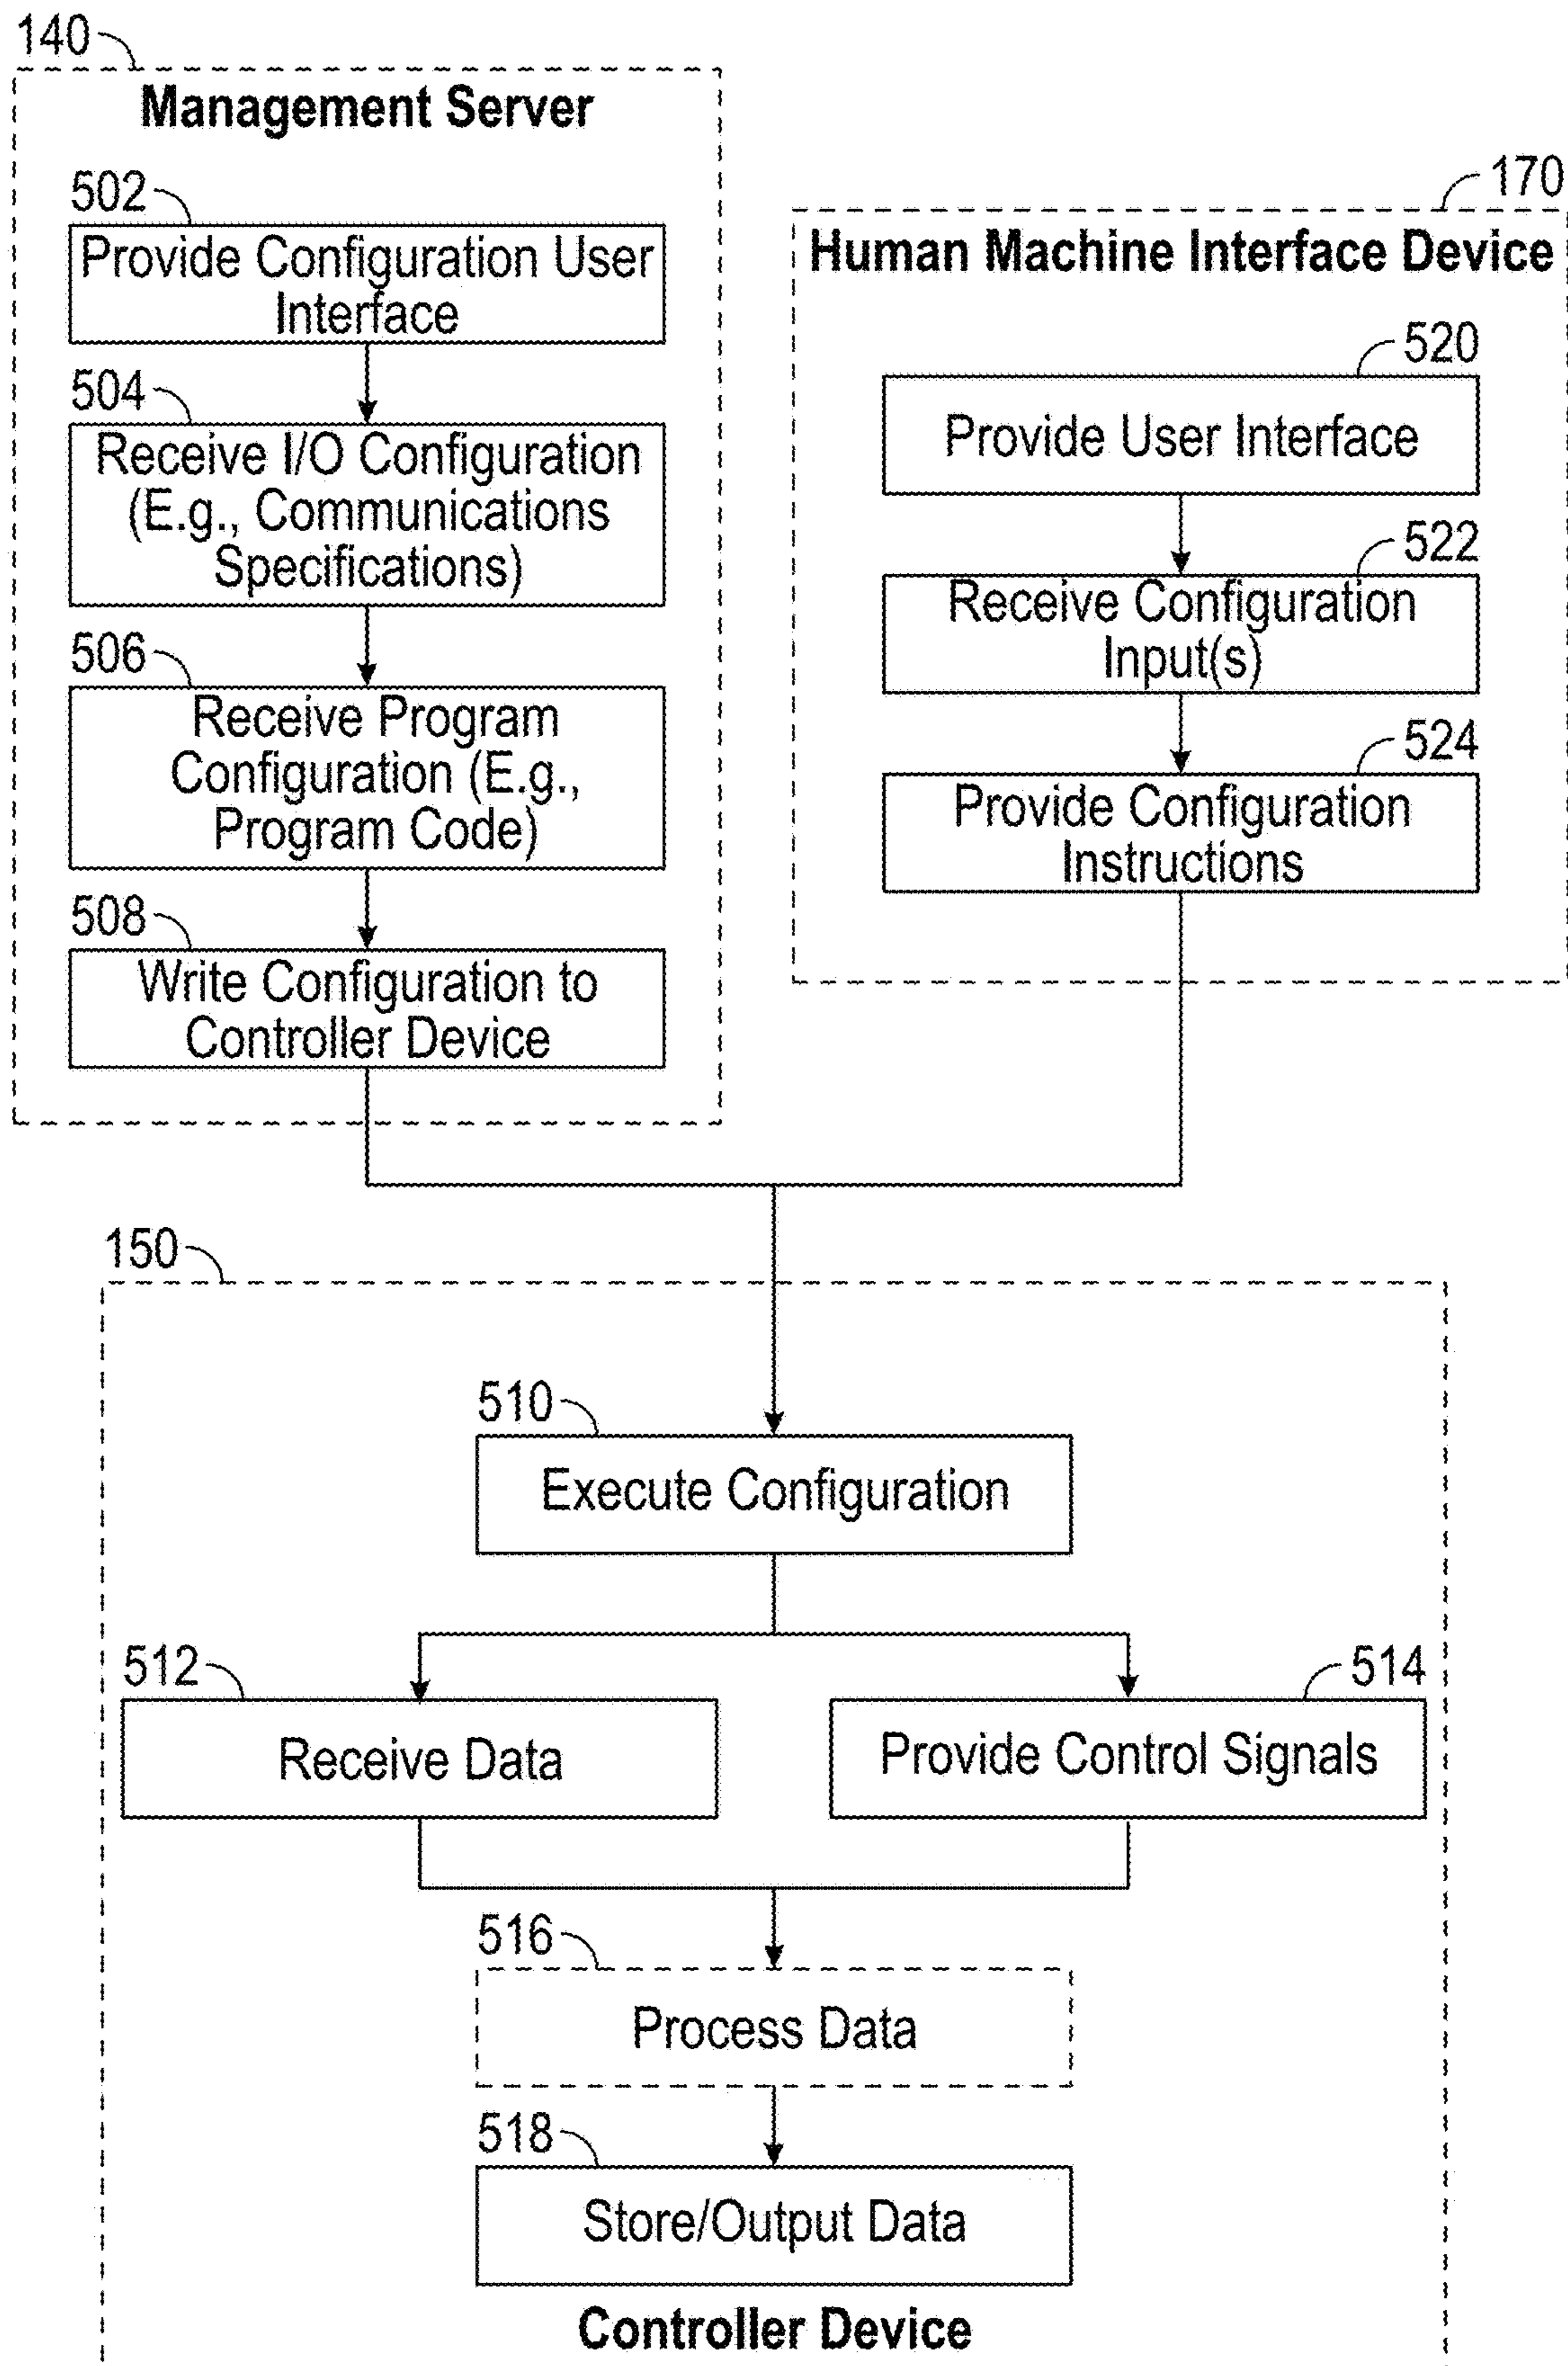 140
Management Server
502
Provide Configuration User
Interface
504
Receive I/O Configuration
(E.g., Communications
Specifications)
506
Receive Program
Configuration (E.g.,
Program Code)
508
Write Configuration to
Controller Device
170
Human Machine Interface Device
520
Provide User Interface
522
Receive Configuration
Input(s)
524
Provide Configuration
Instructions
150
510
Execute Configuration
512
Receive Data
514
Provide Control Signals
516
Process Data
518
Store/Output Data
Controller Device